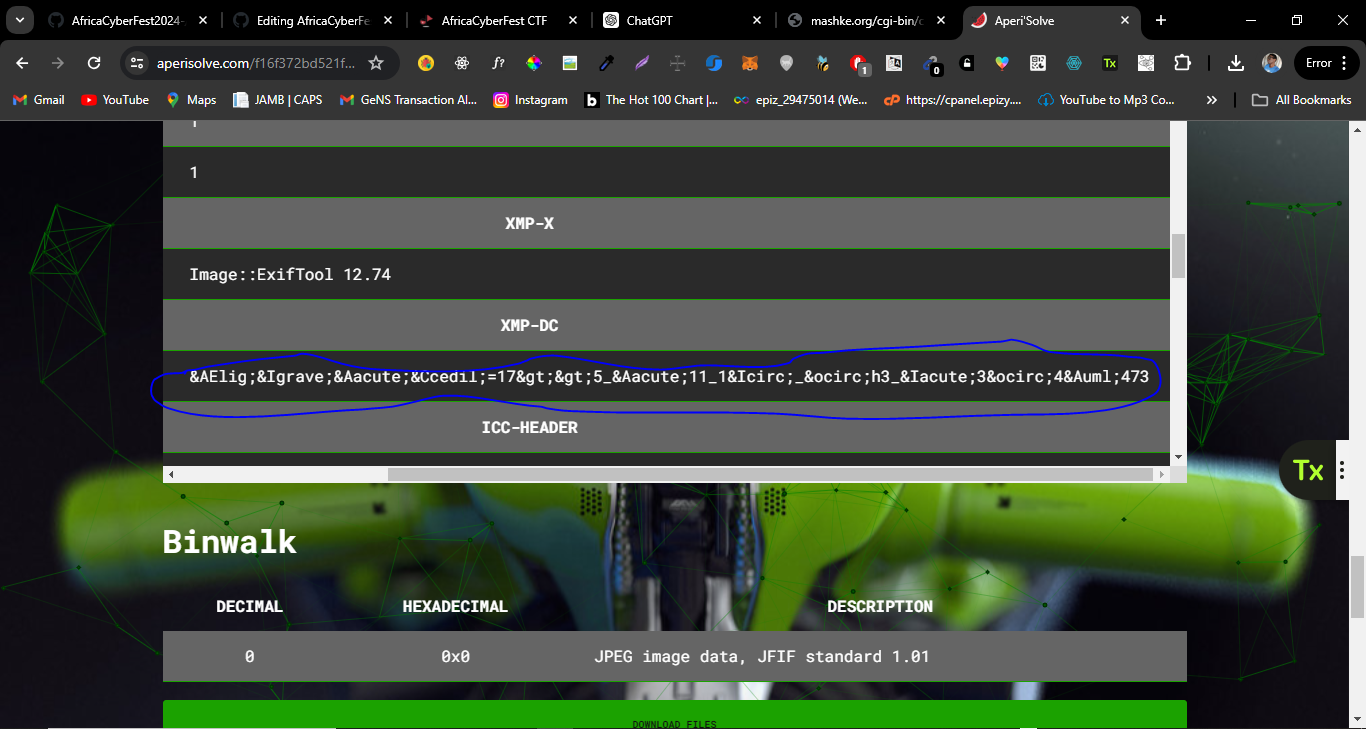 AfricaCyberFest2024-
Editing AfricaCyberFe
AfricaCyberFest CTF
ChatGPT
mashke.org/cgi-bin/c
Aperi'Solve
aperisolve.com/f16f372bd521f...
1
0
Tx
Error
Gmail
YouTube
Maps
JAMB | CAPS
GeNS Transaction Al...
Instagram
b
The Hot 100 Chart |...
epiz_29475014 (We...
https://cpanel.epizy....
YouTube to Mp3 Co...
»
All Bookmarks
1
XMP-X
Image::ExifTool 12.74
XMP-DC
&AElig;&Igrave;&Aacute;&Ccedil;=17&gt;&gt;5_&Aacute;11_1&Icirc;_&ocirc;h3_&Iacute;3&ocirc;4&Auml;473
ICC-HEADER
Tx
Binwalk
DECIMAL HEXADECIMAL DESCRIPTION
0 0x0 JPEG image data, JFIF standard 1.01
DOWNLOAD FILES